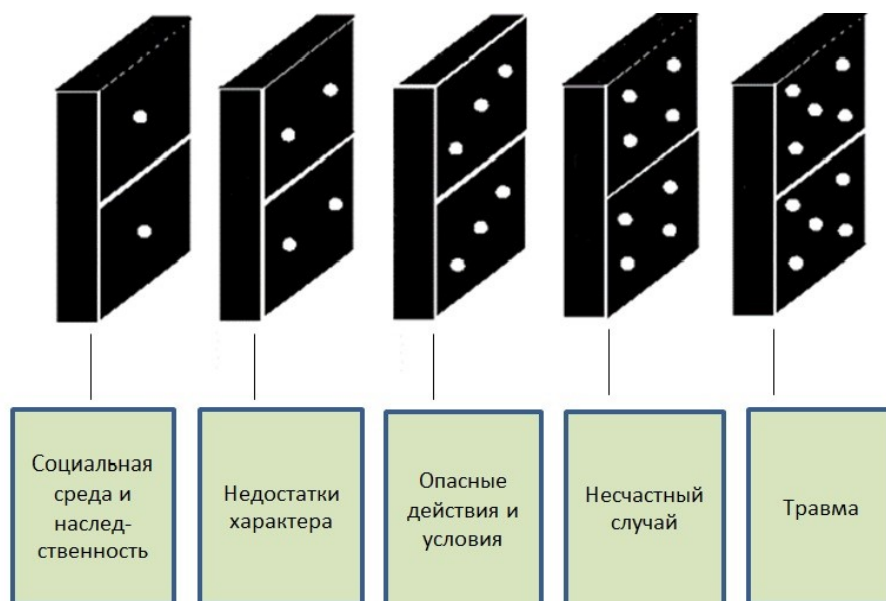 Социальная
среда и
наслед-
ственность
Недостатки
характера
Опасные
действия и
условия
Несчастный
случай
Травма